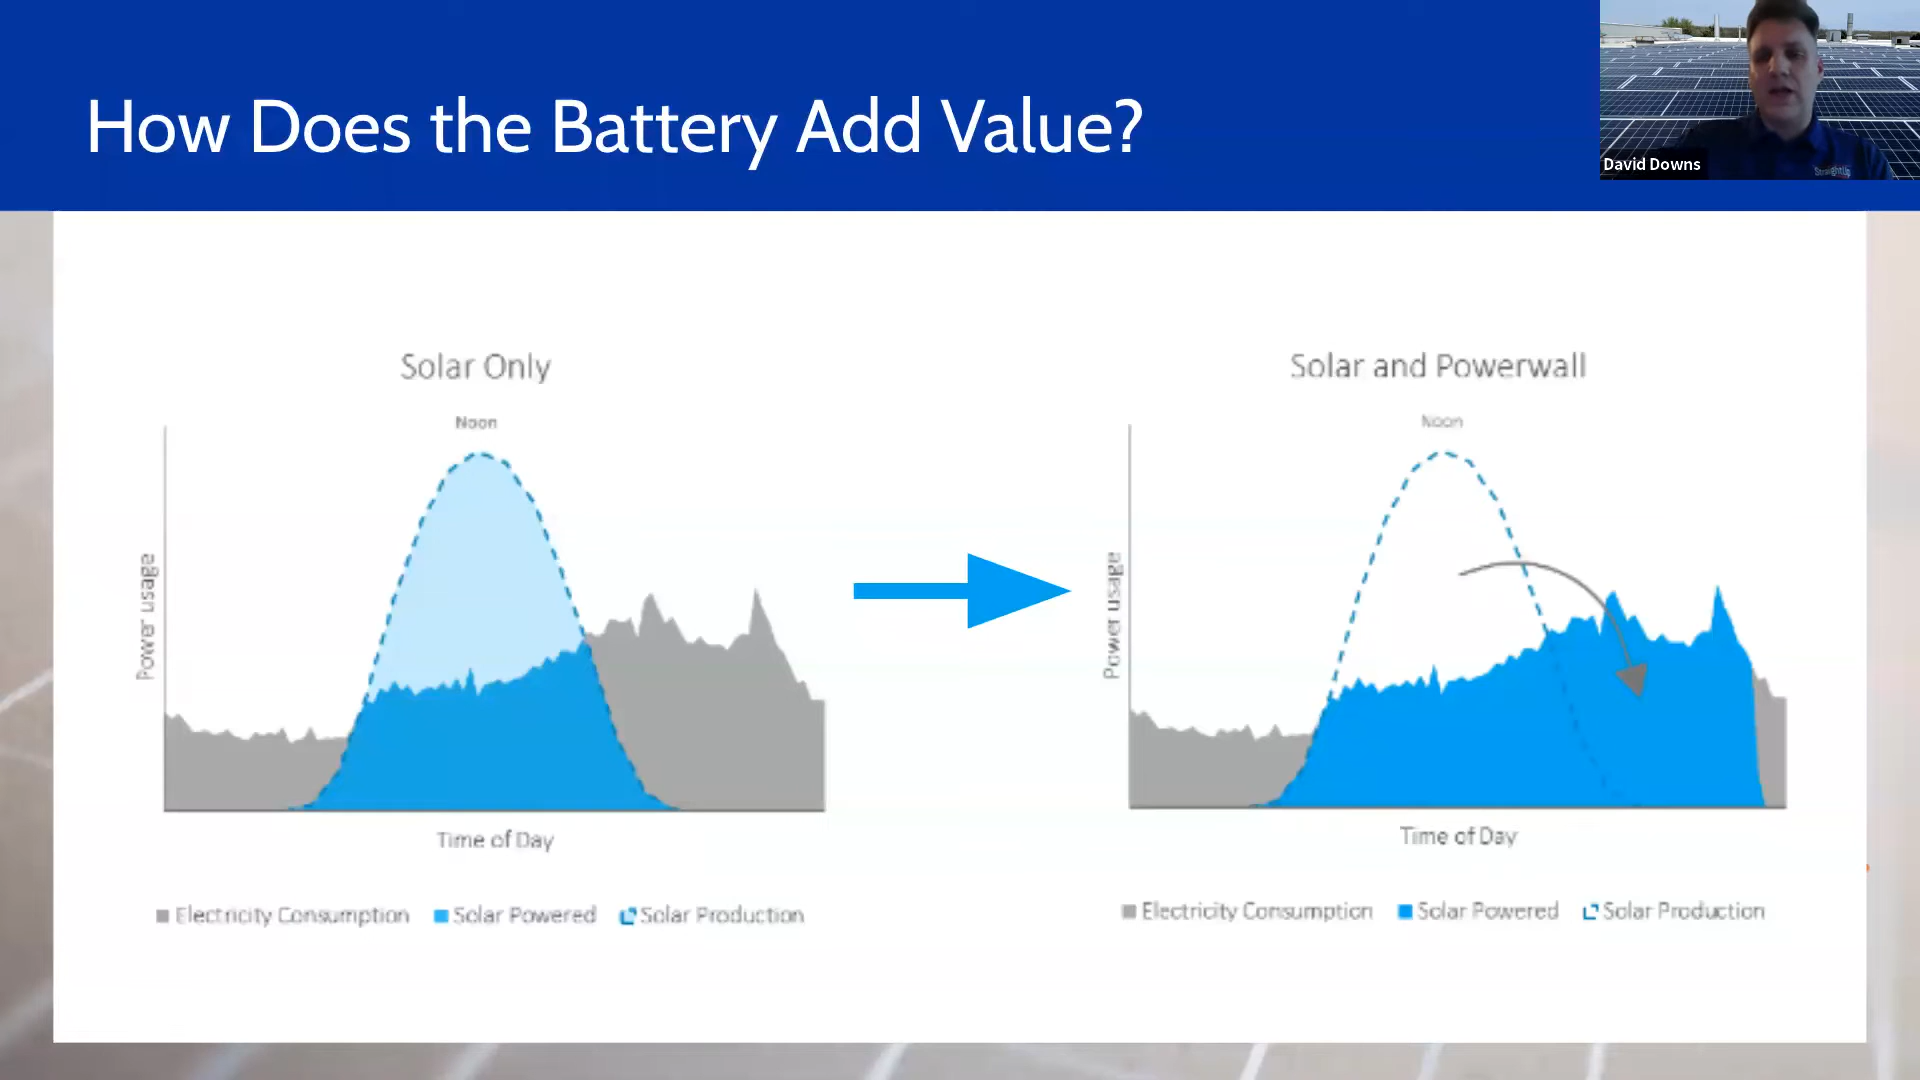 How Does the Battery Add Value?
David Downs
Solar Only
Noon
Power usage
Time of Day
Electricity Consumption Solar Powered Solar Production
Solar and Powerwall
Noon
Power usage
Time of Day
Electricity Consumption Solar Powered Solar Production